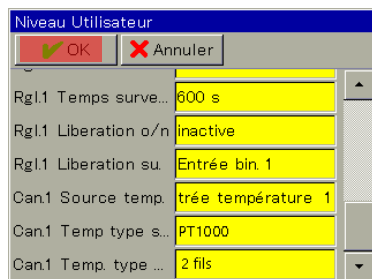 Niveau Utilisateur
OK Annuler
Rgl.1 Temps surve... 600 s
Rgl.1 Liberation o/n inactive
Rgl.1 Liberation su. Entrée bin. 1
Can.1 Source temp. trée température 1
Can.1 Temp type s... PT1000
Can.1 Temp. type ... 2 fils